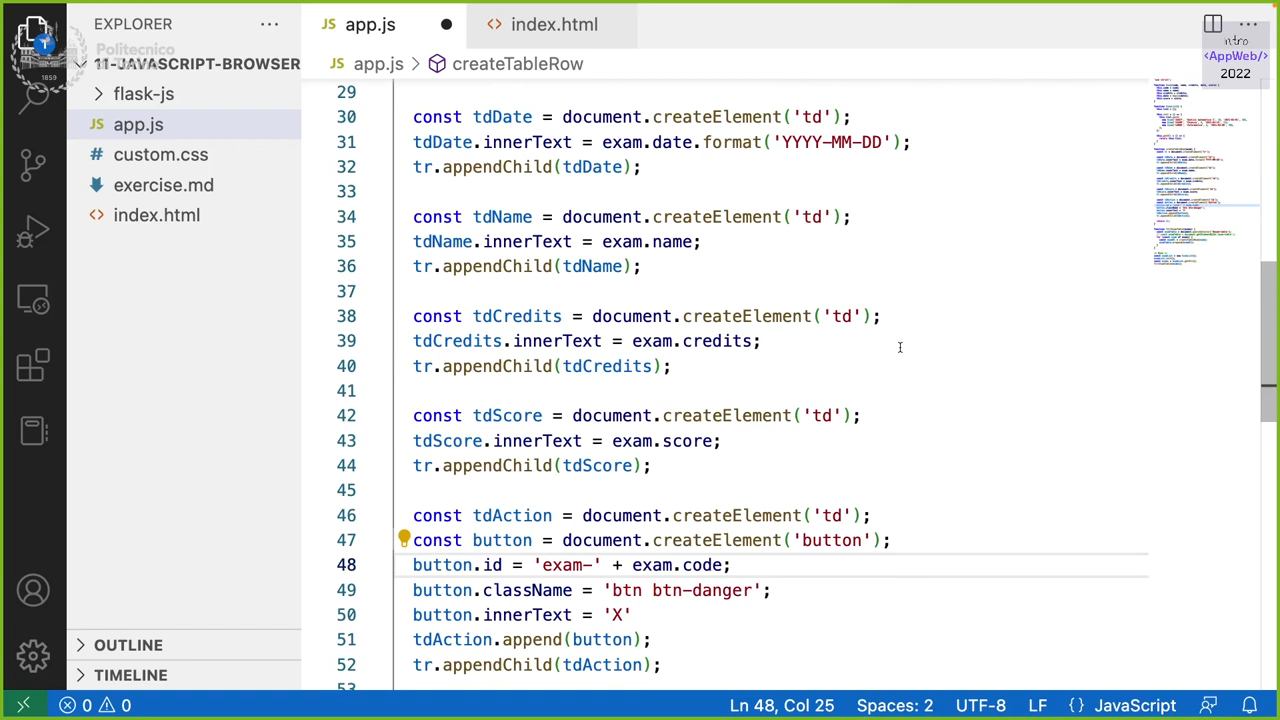 EXPLORER
JS app.js
<> index.html
Politecnico
1859
ntro
<AppWeb/>
2022
11-JAVASCRIPT-BROWSER
JS app.js > createTableRow
flask-js
JS app.js
# custom.css
exercise.md
<> index.html
29
30 const tdDate = document.createElement('td');
31 tdDate.innerText = exam.date.format('YYYY-MM-DD');
32 tr.appendChild(tdDate);
33
34 const tdName = document.createElement('td');
35 tdName.innerText = exam.name;
36 tr.appendChild(tdName);
37
38 const tdCredits = document.createElement('td');
39 tdCredits.innerText = exam.credits;
40 tr.appendChild(tdCredits);
41
42 const tdScore = document.createElement('td');
43 tdScore.innerText = exam.score;
44 tr.appendChild(tdScore);
45
46 const tdAction = document.createElement('td');
47 const button = document.createElement('button');
48 button.id = 'exam-' + exam.code;
49 button.className = 'btn btn-danger';
50 button.innerText = 'X'
51 tdAction.append(button);
52 tr.appendChild(tdAction);
53
OUTLINE
TIMELINE
0 0
Ln 48, Col 25 Spaces: 2 UTF-8 LF {} JavaScript